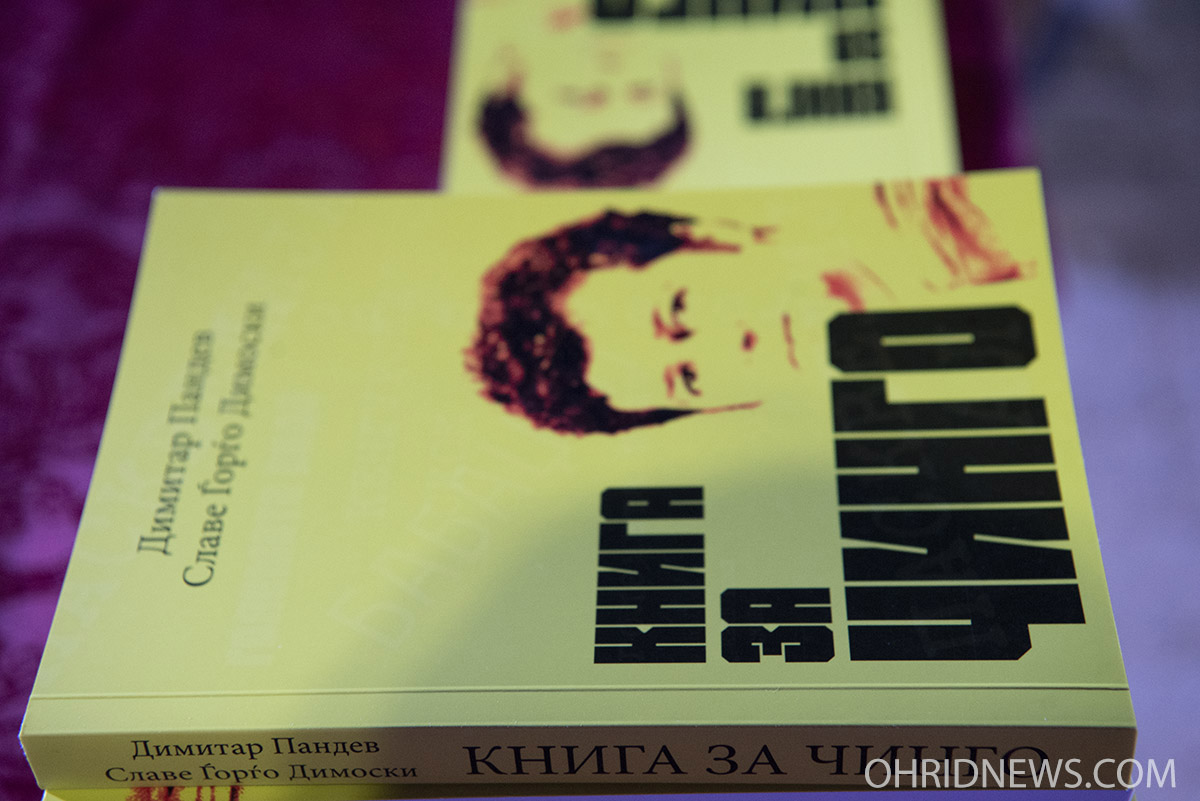 Димитар Пандев
Славе Ѓорѓо Димоски
КНИГА
ЗА
ЧИНГО
Димитар Пандев
Славе Ѓорѓо Димоски
КНИГА ЗА ЧИНГО
OHRIDNEWS.COM